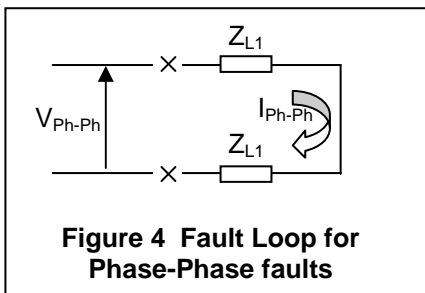 Z_L1
V_Ph-Ph
I_Ph-Ph
Z_L1
Figure 4 Fault Loop for
Phase-Phase faults